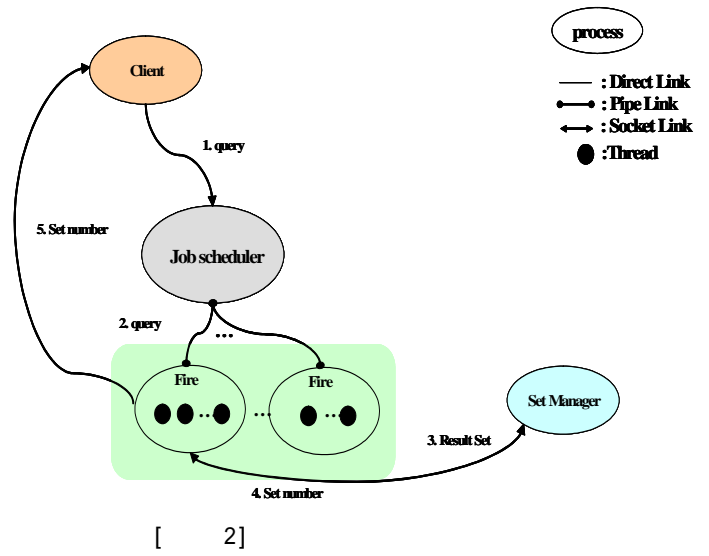 process
: Direct Link
: Pipe Link
: Socket Link
:Thread
Client
1. query
5. Set number
Job scheduler
2. query
...
Fire
Fire
...
...
...
Set Manager
3. Result Set
4. Set number
[ 2]